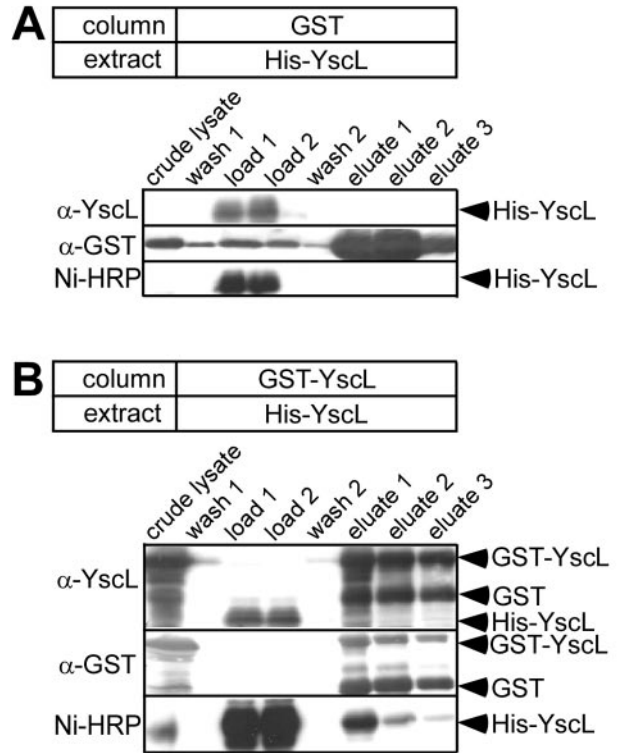 A
column GST
extract His-YscL
crude lysate wash 1 load 1 load 2 wash 2 eluate 1 eluate 2 eluate 3
α-YscL His-YscL
α-GST
Ni-HRP His-YscL
B
column GST-YscL
extract His-YscL
crude lysate wash 1 load 1 load 2 wash 2 eluate 1 eluate 2 eluate 3
α-YscL GST-YscL
GST
His-YscL
α-GST GST-YscL
GST
Ni-HRP His-YscL